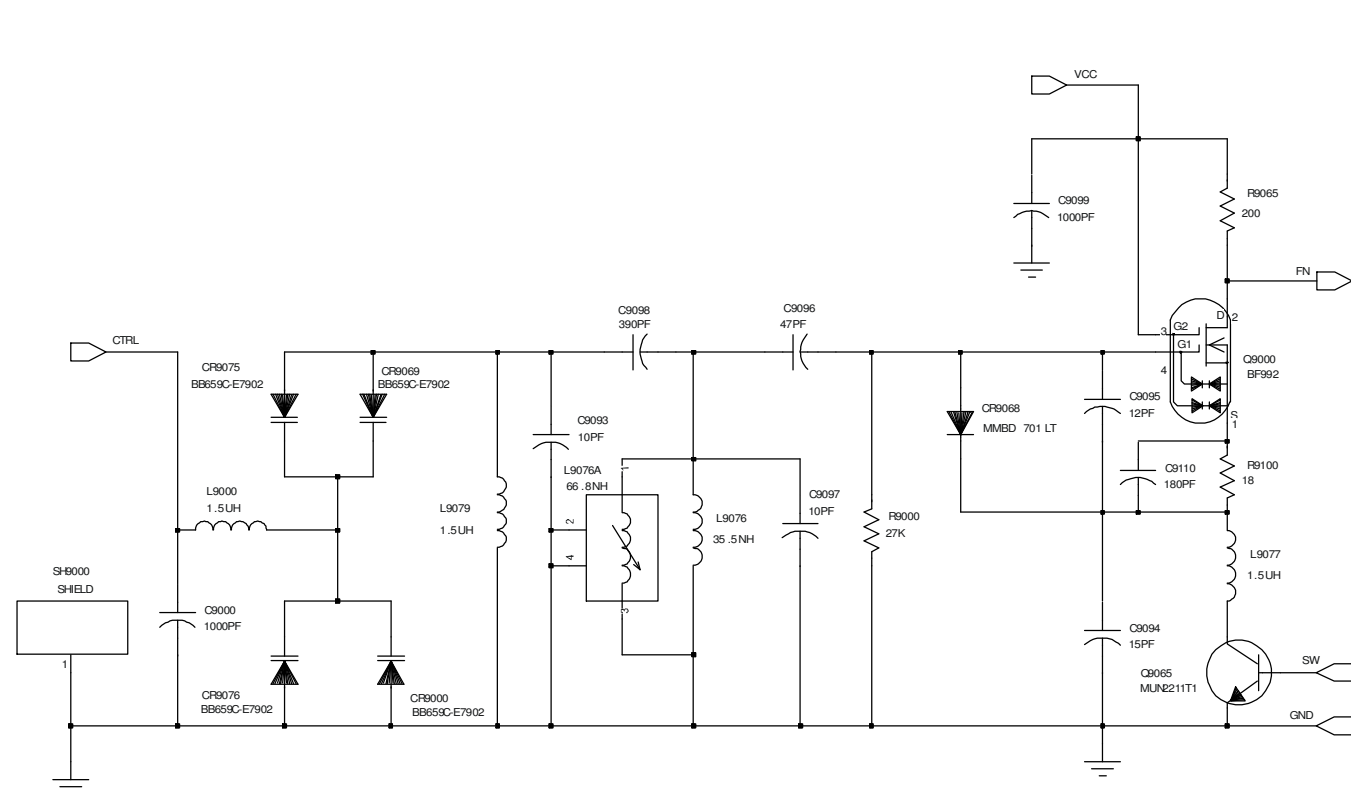 VCC
C9099
1000PF
R9065
200
FN
C9098
390PF
C9096
47PF
D 2
3 G2
G1
4
Q9000
BF992
S
1
CTRL
CR9075
BB659C-E7902
CR9069
BB659C-E7902
CR9068
MMBD 701 LT
C9095
12PF
C9093
10PF
L9076A
66.8NH
1
2
4
3
C9110
180PF
R9100
18
L9000
1.5UH
L9079
1.5UH
L9076
35.5NH
C9097
10PF
R9000
27K
L9077
1.5UH
SH9000
SHIELD
1
C9000
1000PF
C9094
15PF
CR9076
BB659C-E7902
CR9000
BB659C-E7902
Q9065
MUN2211T1
SW
GND